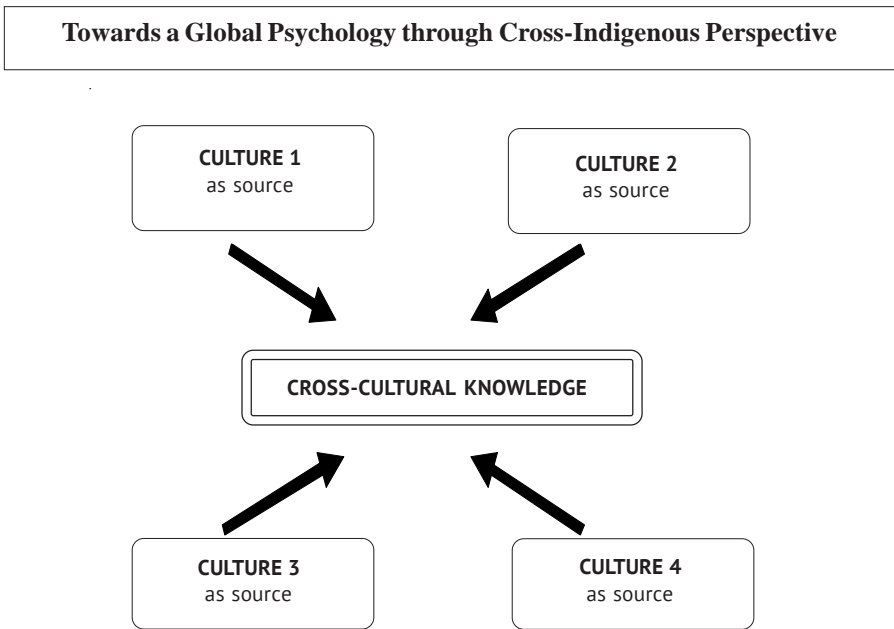 Towards a Global Psychology through Cross-Indigenous Perspective
CULTURE 1
as source
CULTURE 2
as source
CROSS-CULTURAL KNOWLEDGE
CULTURE 3
as source
CULTURE 4
as source